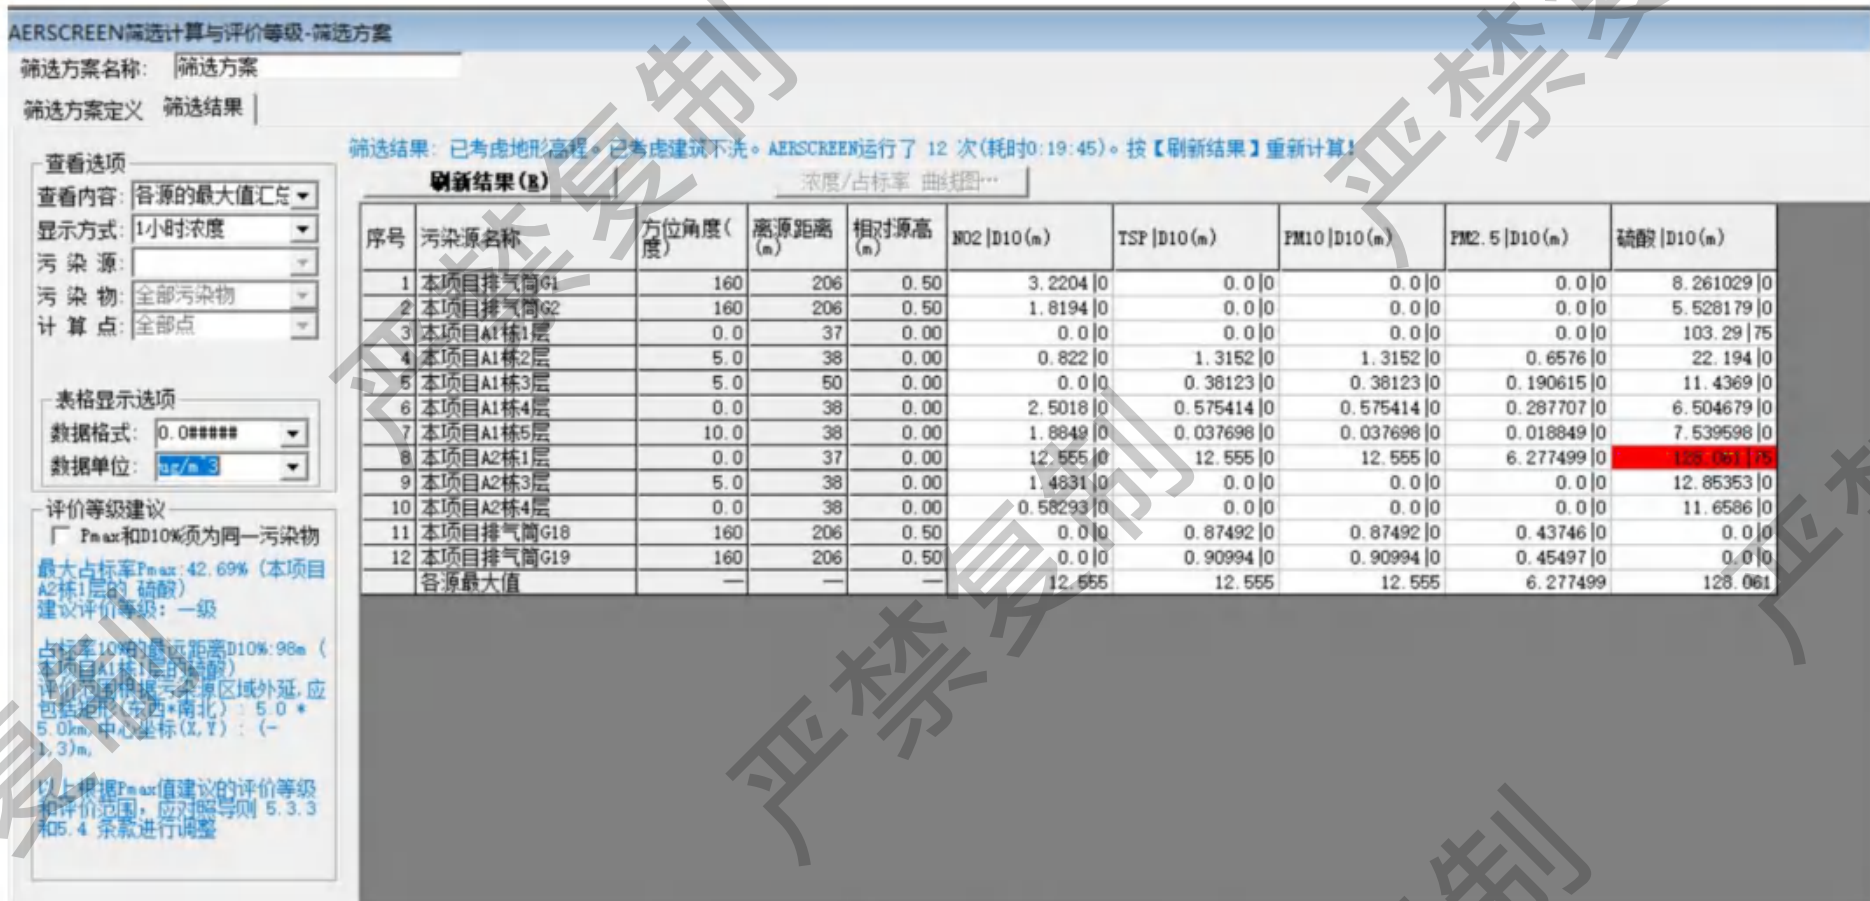 AERSCREEN筛选计算与评价等级-筛选方案
筛选方案名称: 筛选方案
筛选方案定义 筛选结果
筛选结果: 已考虑地形高程。已考虑建筑下洗。AERSCREEN运行了 12 次(耗时0:19:45)。按【刷新结果】重新计算!
刷新结果(R) 浓度/占标率 曲线图…
查看选项
查看内容: 各源的最大值汇总
显示方式: 1小时浓度
污 染 源:
污 染 物: 全部污染物
计 算 点: 全部点
表格显示选项
数据格式: 0.0#####
数据单位: ug/m^3
评价等级建议
Pmax和D10%须为同一污染物
最大占标率Pmax:42.69% (本项目
A2栋1层的 硫酸)
建议评价等级: 一级
占标率10%的最远距离D10%:98m (
本项目A1栋1层的硫酸)
评价范围根据污染源区域外延,应
包括矩形(东西*南北): 5.0 *
5.0km,中心坐标(X,Y): (-
1,3)m,
以上根据Pmax值建议的评价等级
和评价范围, 应对照导则 5.3.3
和5.4 条款进行调整
序号 污染源名称 方位角度(度) 离源距离(m) 相对源高(m) NO2|D10(m) TSP|D10(m) PM10|D10(m) PM2.5|D10(m) 硫酸|D10(m)
1 本项目排气筒G1 160 206 0.50 3.2204|0 0.0|0 0.0|0 0.0|0 8.261029|0
2 本项目排气筒G2 160 206 0.50 1.8194|0 0.0|0 0.0|0 0.0|0 5.528179|0
3 本项目A1栋1层 0.0 37 0.00 0.0|0 0.0|0 0.0|0 0.0|0 103.29|75
4 本项目A1栋2层 5.0 38 0.00 0.822|0 1.3152|0 1.3152|0 0.6576|0 22.194|0
5 本项目A1栋3层 5.0 50 0.00 0.0|0 0.38123|0 0.38123|0 0.190615|0 11.4369|0
6 本项目A1栋4层 0.0 38 0.00 2.5018|0 0.575414|0 0.575414|0 0.287707|0 6.504679|0
7 本项目A1栋5层 10.0 38 0.00 1.8849|0 0.037698|0 0.037698|0 0.018849|0 7.539598|0
8 本项目A2栋1层 0.0 37 0.00 12.555|0 12.555|0 12.555|0 6.277499|0 128.061|75
9 本项目A2栋3层 5.0 38 0.00 1.4831|0 0.0|0 0.0|0 0.0|0 12.85353|0
10 本项目A2栋4层 0.0 38 0.00 0.58293|0 0.0|0 0.0|0 0.0|0 11.6586|0
11 本项目排气筒G18 160 206 0.50 0.0|0 0.87492|0 0.87492|0 0.43746|0 0.0|0
12 本项目排气筒G19 160 206 0.50 0.0|0 0.90994|0 0.90994|0 0.45497|0 0.0|0
各源最大值 — — — 12.555 12.555 12.555 6.277499 128.061
严禁复制
严禁复制
严禁复制